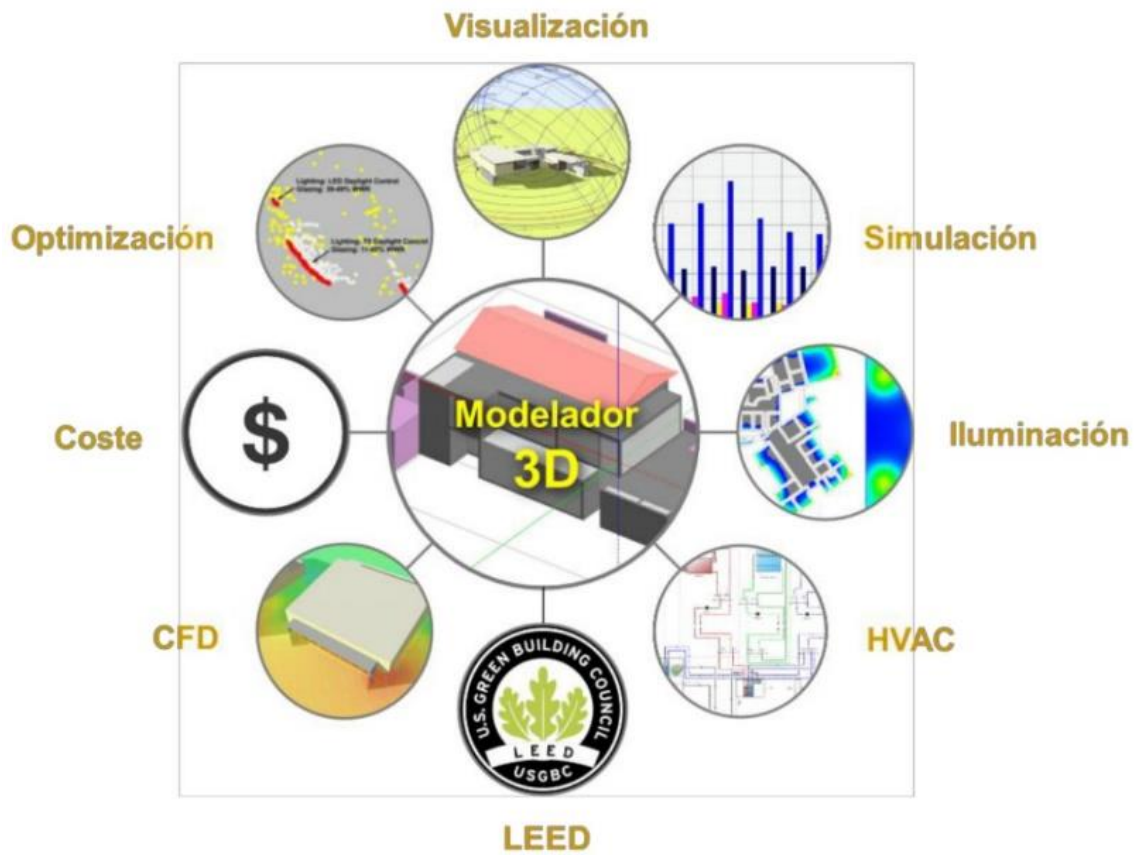 Visualización
Optimización
Lighting: LED Daylight Control
Lighting: T8 Daylight Control
Simulación
Coste
$
Modelador
3D
Iluminación
CFD
HVAC
U.S. GREEN BUILDING COUNCIL
LEED
USGBC
LEED